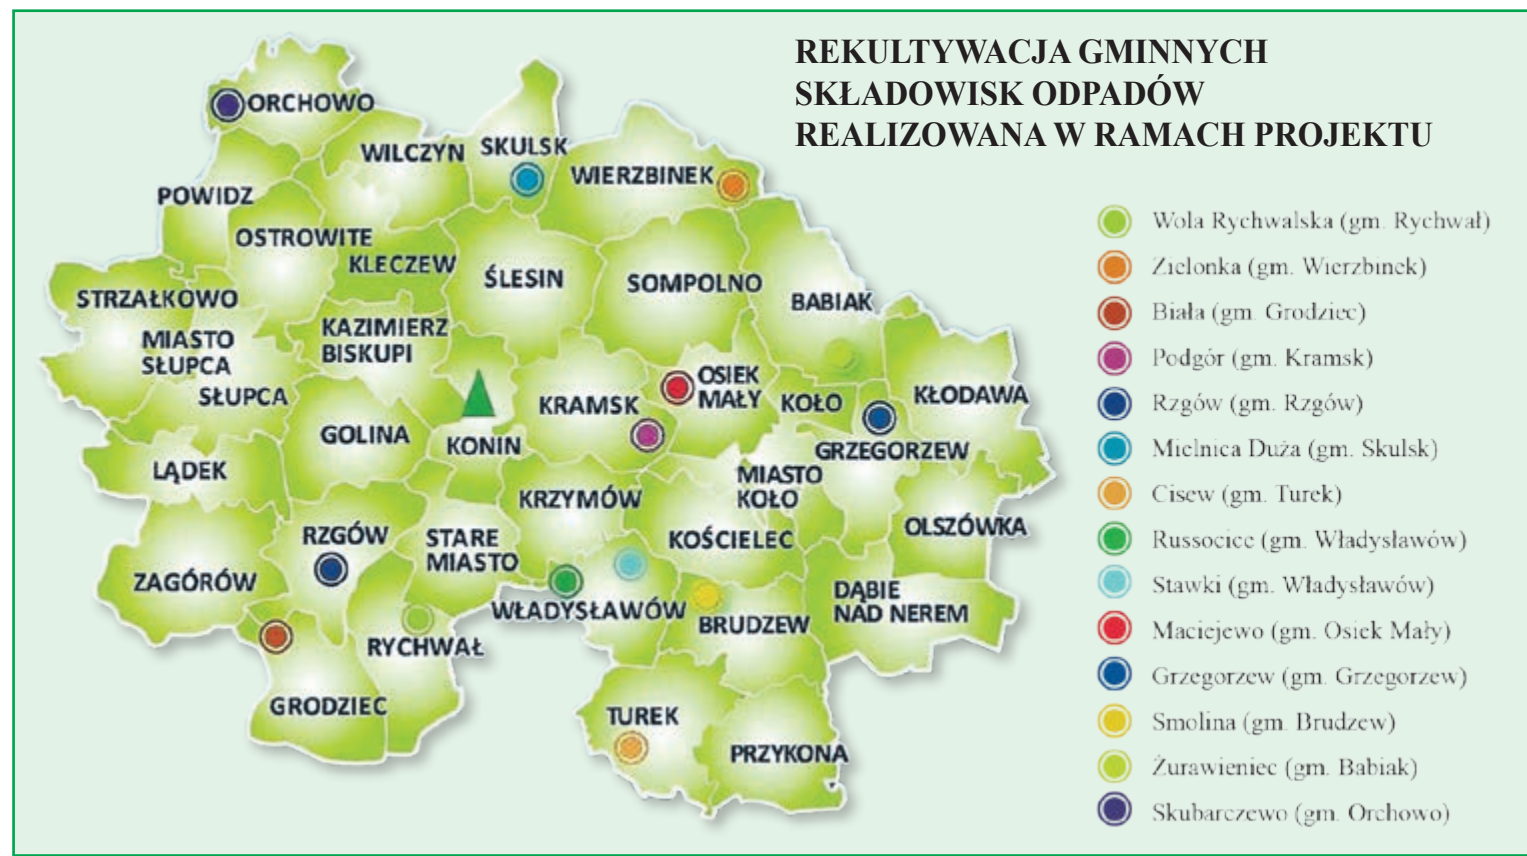 REKULTYWACJA GMINNYCH
SKŁADOWISK ODPADÓW
REALIZOWANA W RAMACH PROJEKTU
ORCHOWO
WILCZYN
SKULSK
WIERZBINEK
POWIDZ
OSTROWITE
KLECZEW
ŚLESIN
SOMPOLNO
BABIAK
STRZAŁKOWO
MIASTO
SŁUPCA
KAZIMIERZ
BISKUPI
SŁUPCA
GOLINA
KONIN
KRAMSK
OSIEK
MAŁY
KOŁO
KŁODAWA
GRZEGORZEW
LĄDEK
MIASTO
KOŁO
KRZYMÓW
RZGÓW
STARE
MIASTO
KOŚCIELEC
OLSZÓWKA
ZAGÓRÓW
WŁADYSŁAWÓW
BRUDZEW
DĄBIE
NAD NEREM
RYCHWAŁ
GRODZIEC
TUREK
PRZYKONA
Wola Rychwalska (gm. Rychwał)
Zielonka (gm. Wierzbinek)
Biała (gm. Grodziec)
Podgór (gm. Kramsk)
Rzgów (gm. Rzgów)
Mielnica Duża (gm. Skulsk)
Cisew (gm. Turek)
Russocice (gm. Władysławów)
Stawki (gm. Władysławów)
Maciejewo (gm. Osiek Mały)
Grzegorzew (gm. Grzegorzew)
Smolina (gm. Brudzew)
Żurawieniec (gm. Babiak)
Skubarczewo (gm. Orchowo)